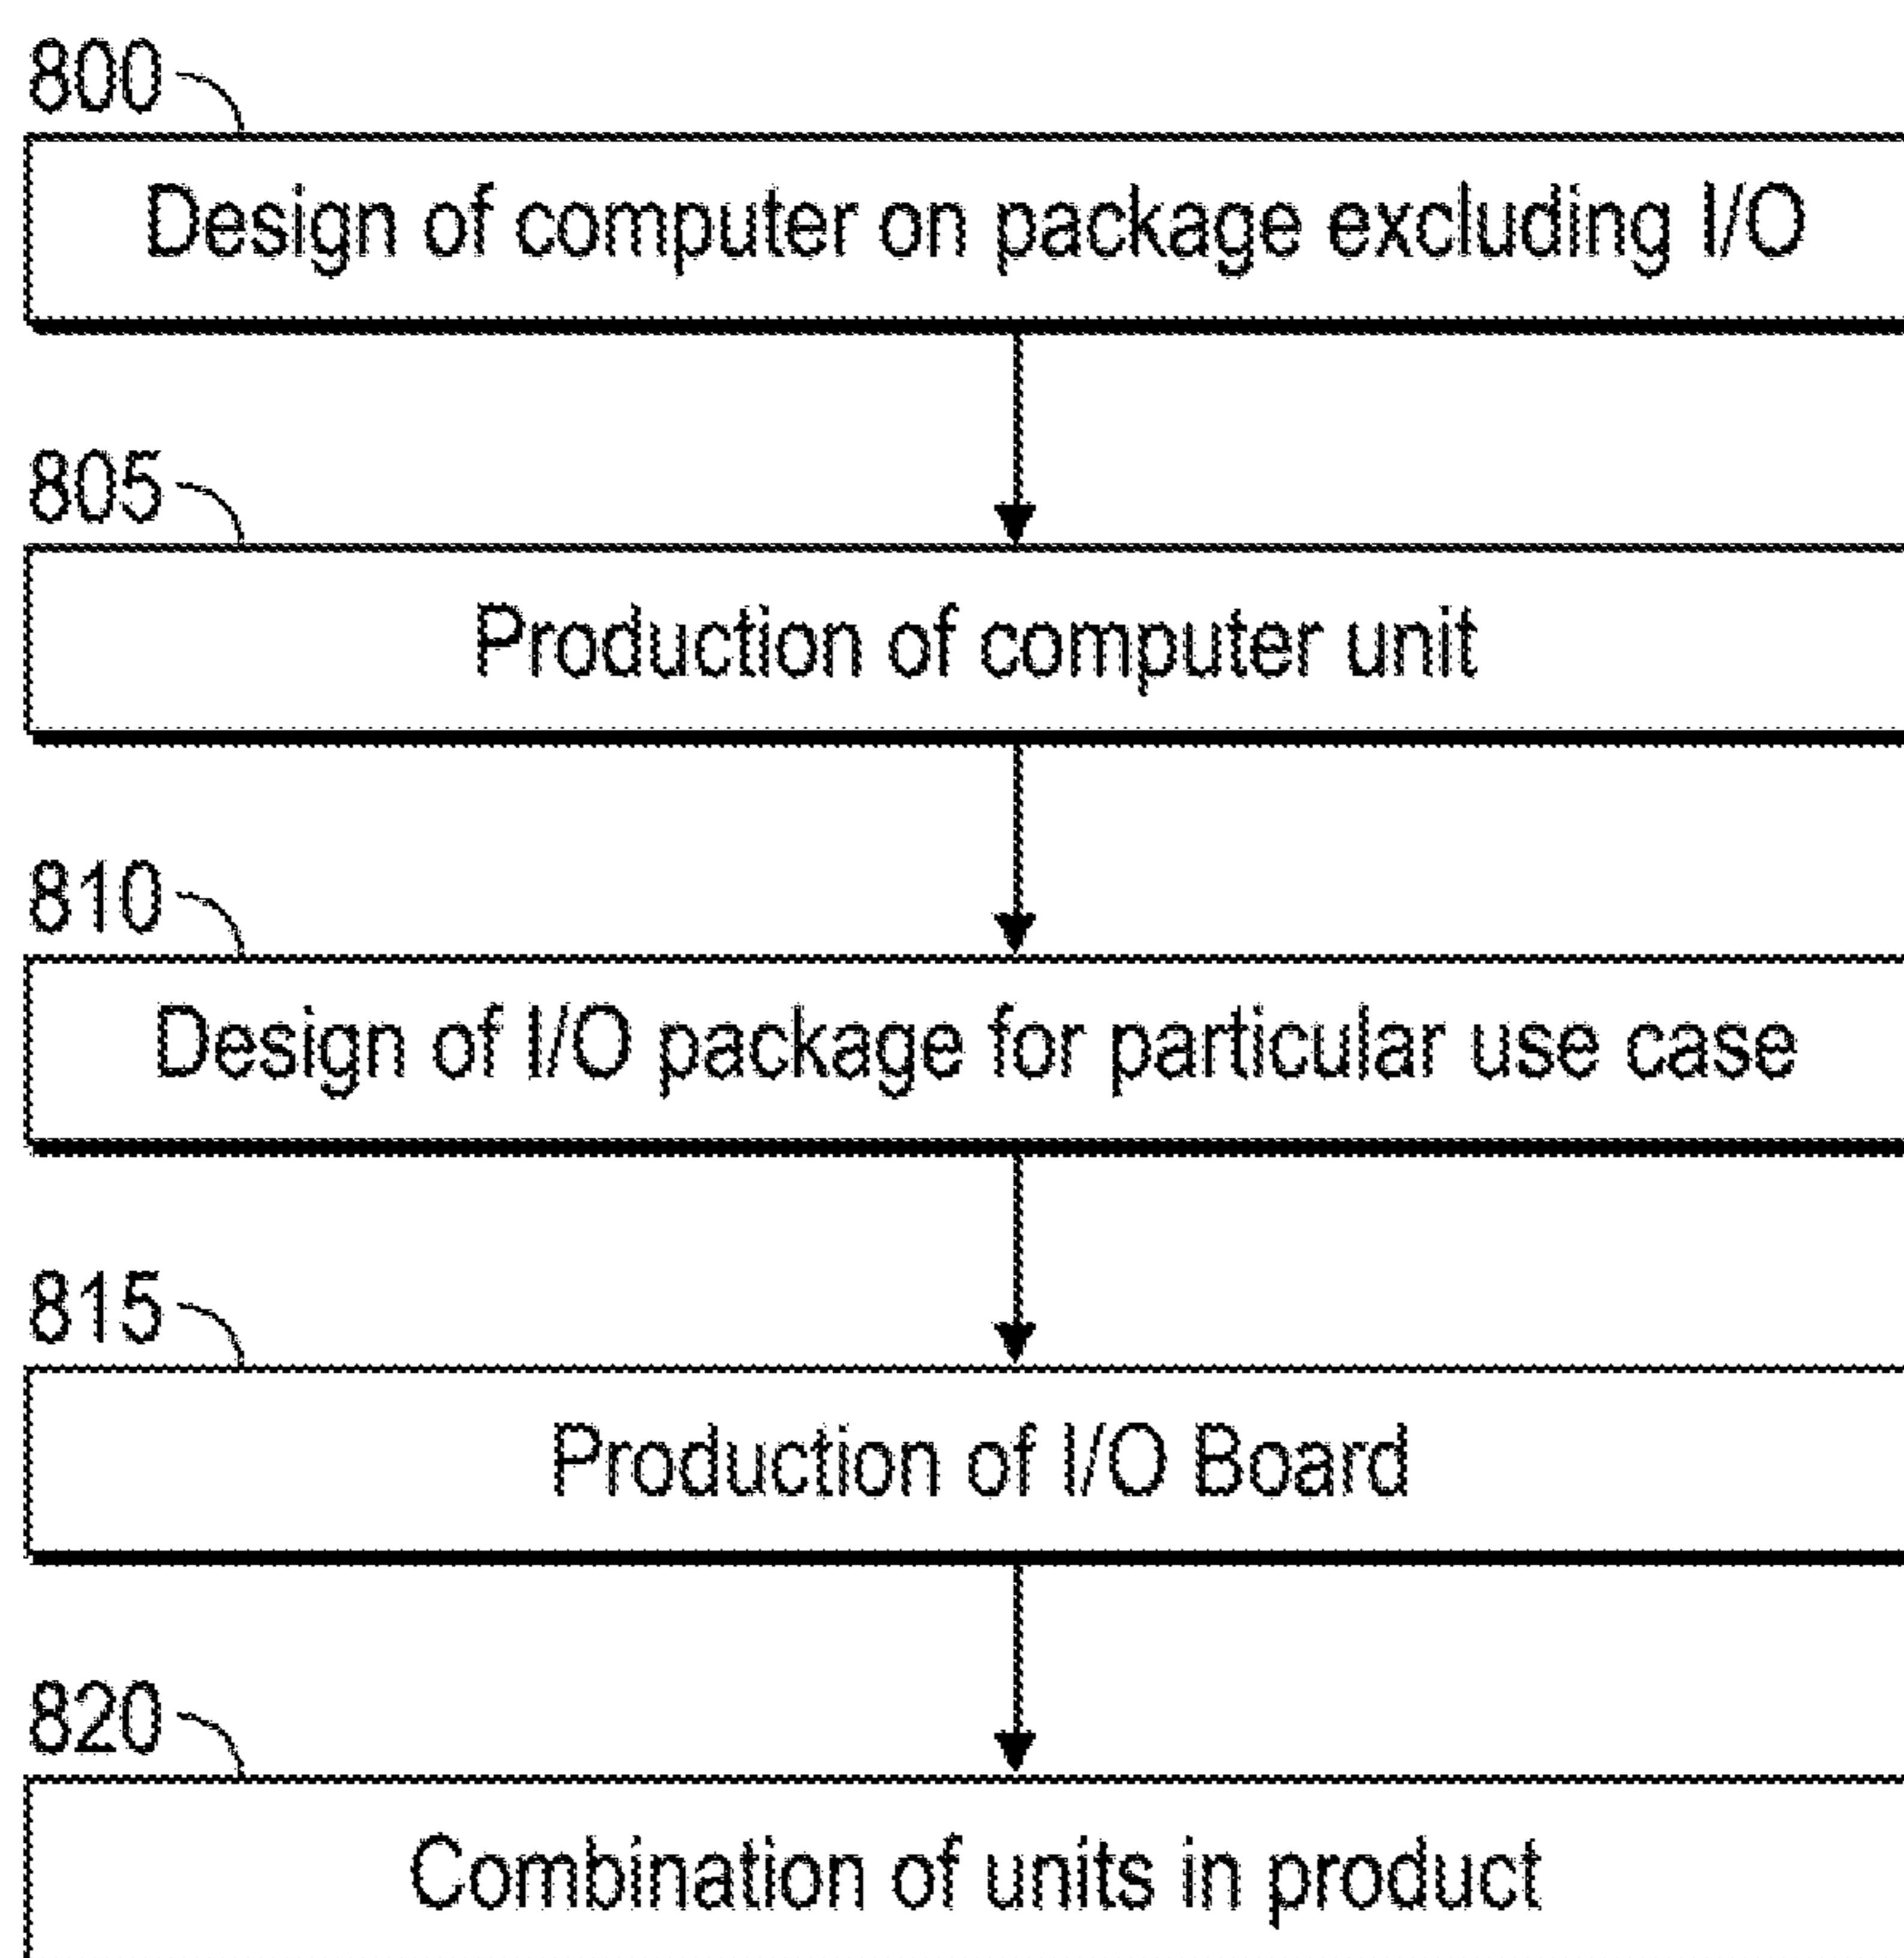 800
Design of computer on package excluding I/O
805
Production of computer unit
810
Design of I/O package for particular use case
815
Production of I/O Board
820
Combination of units in product